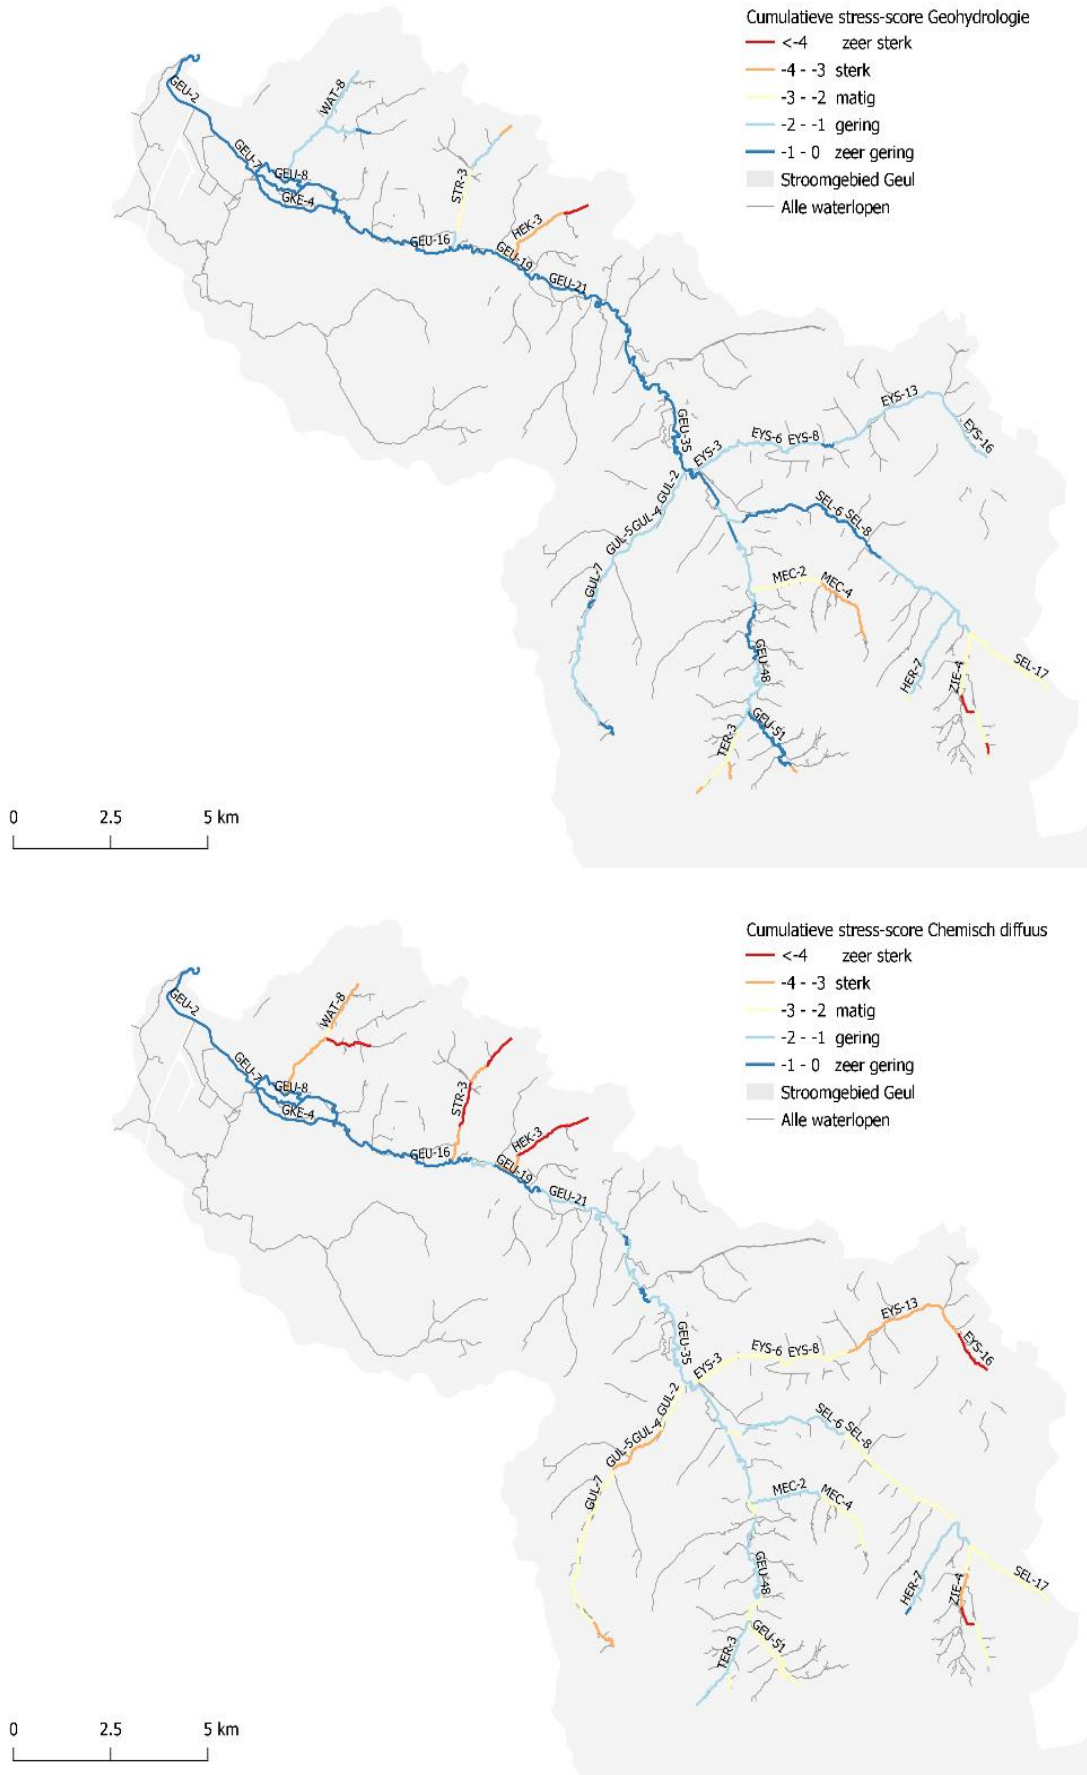 Cumulatieve stress-score Geohydrologie
<-4 zeer sterk
-4 - -3 sterk
-3 - -2 matig
-2 - -1 gering
-1 - 0 zeer gering
Stroomgebied Geul
Alle waterlopen
GEU-2
WAT-8
GEU-7
GEU-8
GKE-4
STR-3
HEK-3
GEU-16
GEU-19
GEU-21
GEU-35
EYS-3
EYS-6
EYS-8
EYS-13
EYS-16
GUL-2
GUL-4
GUL-5
GUL-7
SEL-6
SEL-8
MEC-2
MEC-4
GEU-48
HER-7
ZIE-4
SEL-17
TER-3
GEU-51
0 2.5 5 km
Cumulatieve stress-score Chemisch diffuus
<-4 zeer sterk
-4 - -3 sterk
-3 - -2 matig
-2 - -1 gering
-1 - 0 zeer gering
Stroomgebied Geul
Alle waterlopen
GEU-2
WAT-8
GEU-7
GEU-8
GKE-4
STR-3
HEK-3
GEU-16
GEU-19
GEU-21
GEU-35
EYS-3
EYS-6
EYS-8
EYS-13
EYS-16
GUL-2
GUL-4
GUL-5
GUL-7
SEL-6
SEL-8
MEC-2
MEC-4
GEU-48
HER-7
ZIE-4
SEL-17
TER-3
GEU-51
0 2.5 5 km